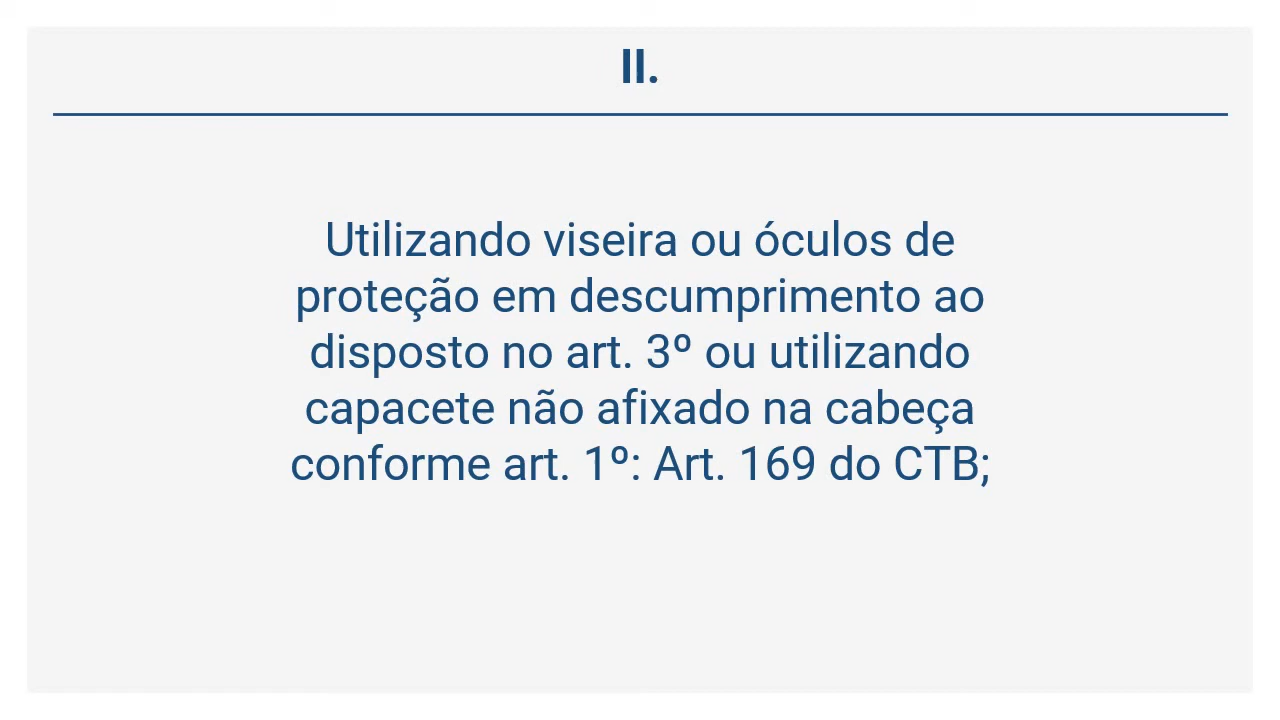 II.
Utilizando viseira ou óculos de
proteção em descumprimento ao
disposto no art. 3º ou utilizando
capacete não afixado na cabeça
conforme art. 1º: Art. 169 do CTB;